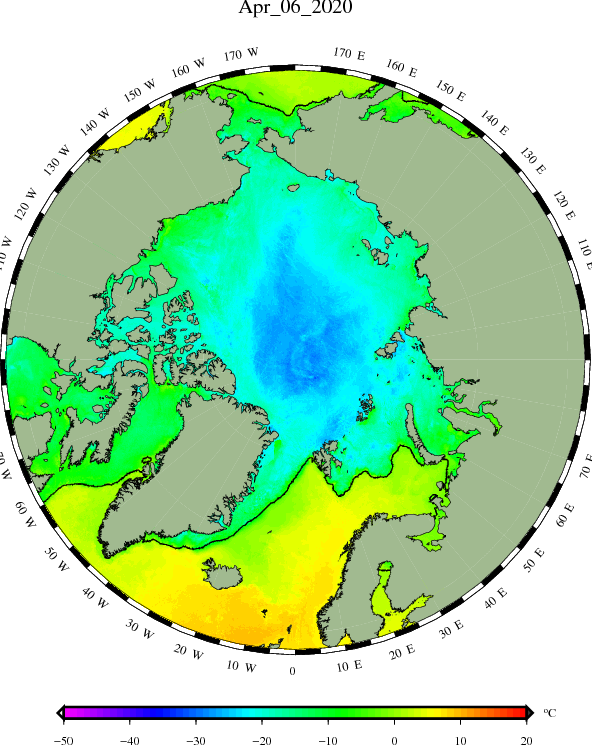 Apr_06_2020
170 W
170 E
160 W
160 E
150 W
150 E
140 W
140 E
130 W
130 E
120 W
120 E
110 E
70 E
60 W
60 E
50 W
50 E
40 W
40 E
30 W
30 E
20 W
20 E
10 W
10 E
0
°C
−50 −40 −30 −20 −10 0 10 20